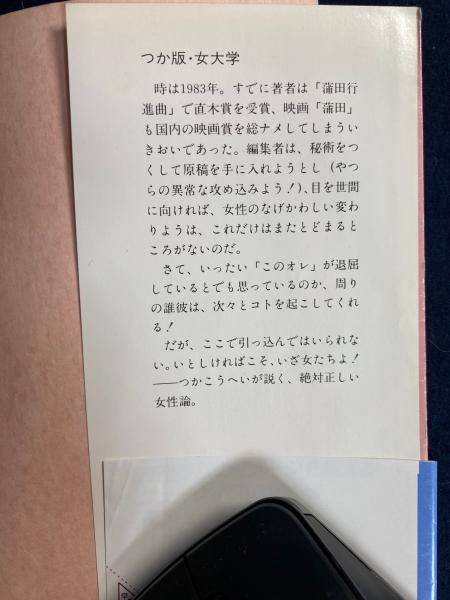 つか版・女大学
時は1983年。すでに著者は「蒲田行
進曲」で直木賞を受賞、映画「蒲田」
も国内の映画賞を総ナメしてしまうい
きおいであった。編集者は、秘術をつ
くして原稿を手に入れようとし(やつ
らの異常な攻め込みよう!)、目を世間
に向ければ、女性のなげかわしい変わ
りようは、これだけはまたとどまると
ころがないのだ。
さて、いったい「このオレ」が退屈
しているとでも思っているのか、周り
の誰彼は、次々とコトを起こしてくれ
る!
だが、ここで引っ込んではいられな
い。いとしければこそ、いざ女たちよ!
──つかこうへいが説く、絶対正しい
女性論。